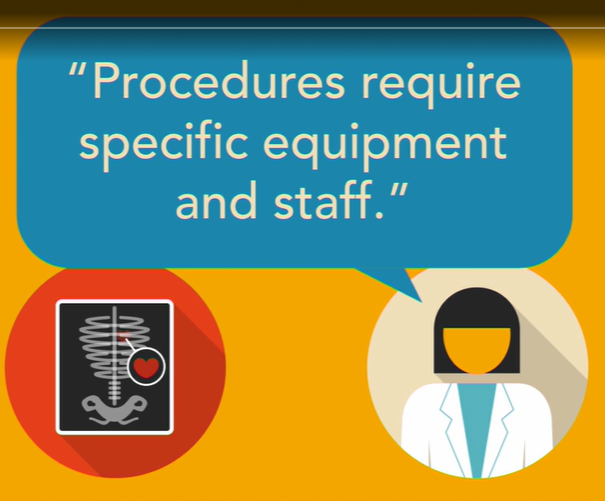 “Procedures require
specific equipment
and staff.”